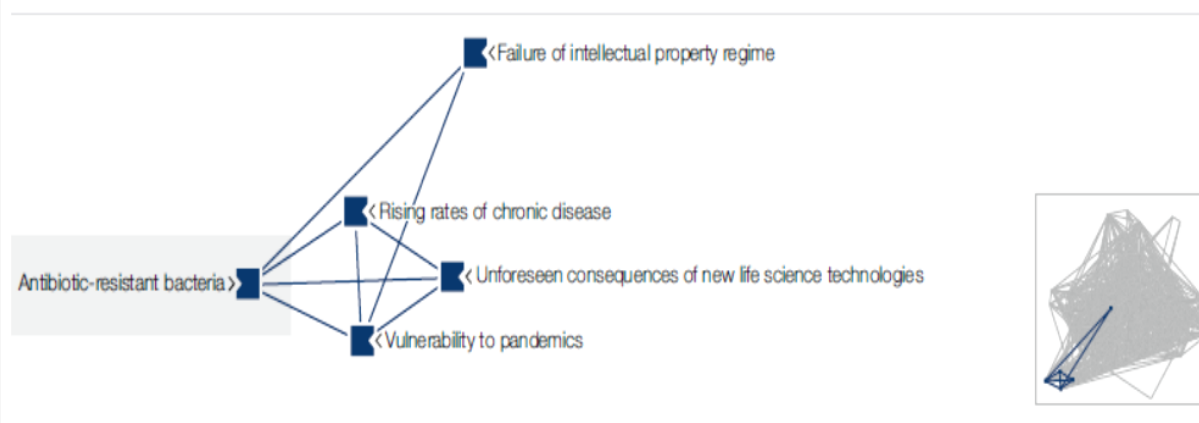 <Failure of intellectual property regime
<Rising rates of chronic disease
Antibiotic-resistant bacteria>
<Unforeseen consequences of new life science technologies
<Vulnerability to pandemics